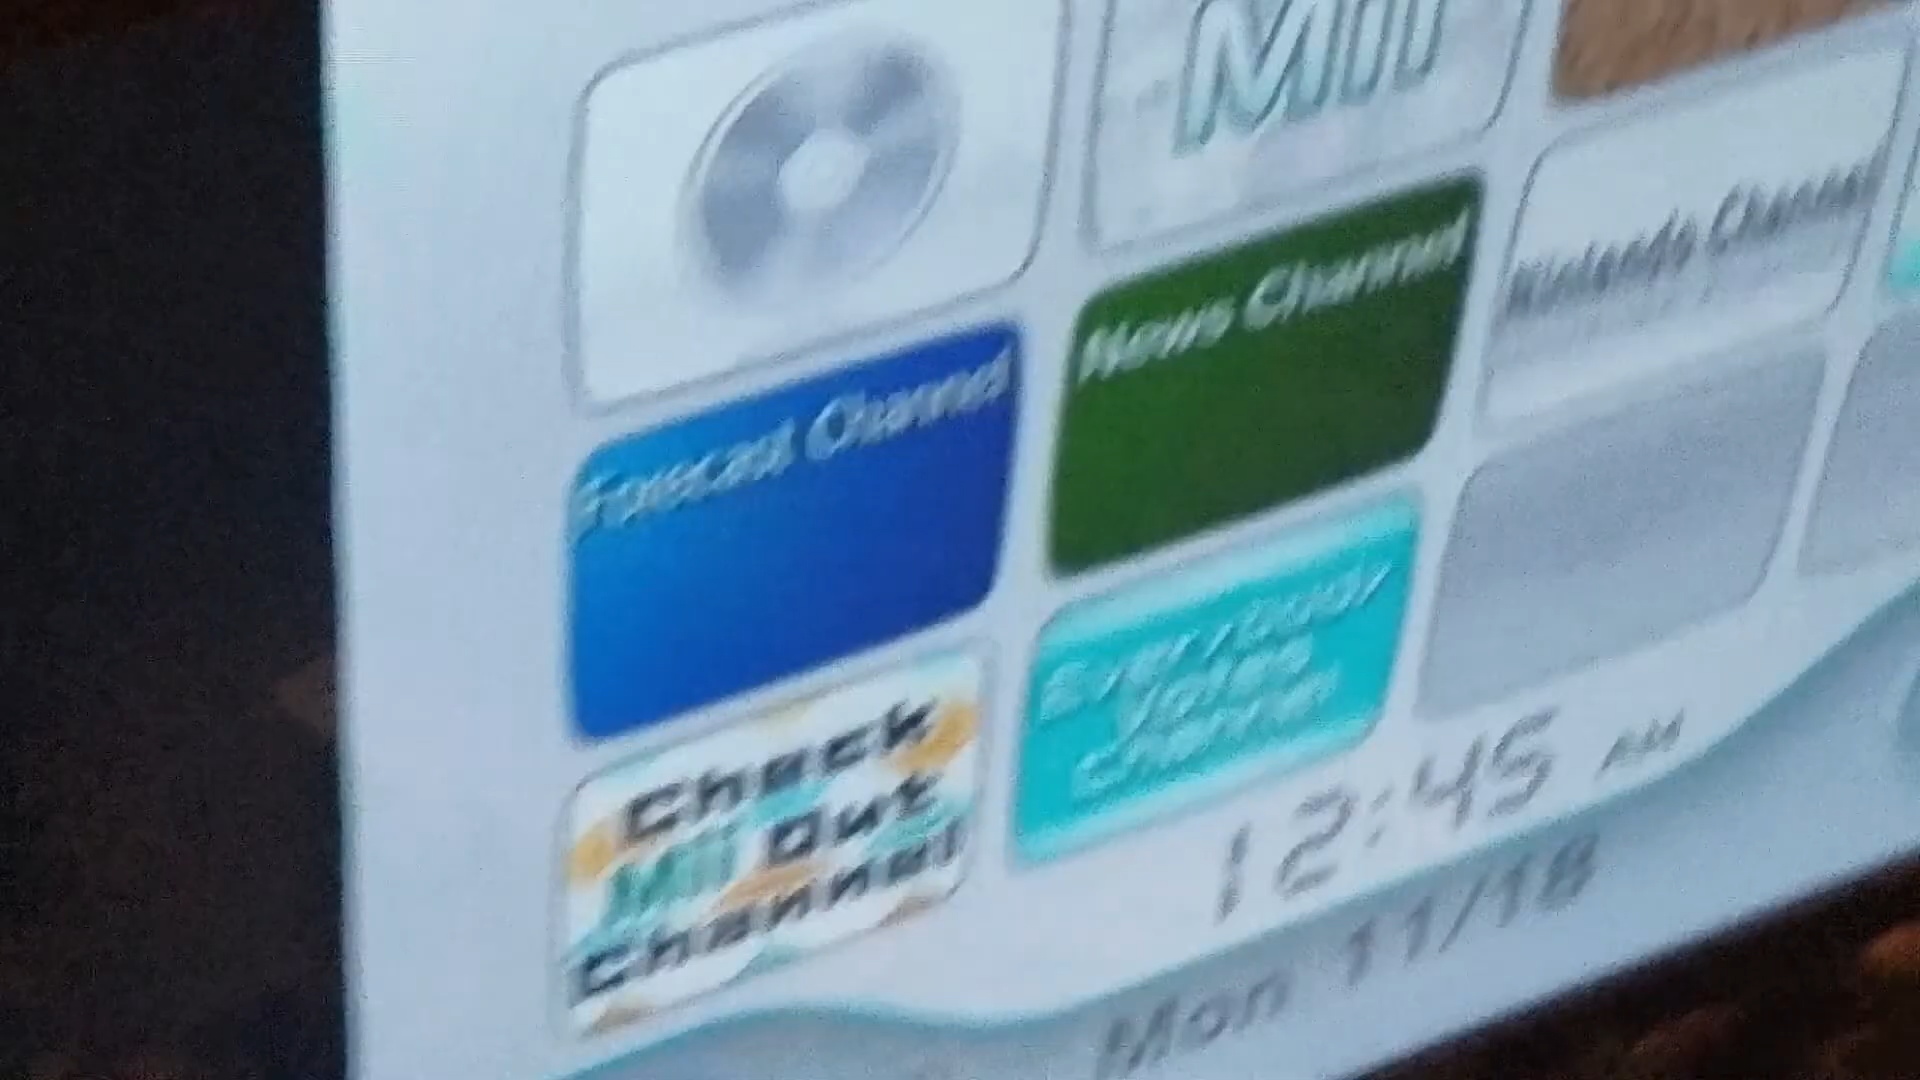 Mii
Forecast Channel
News Channel
Nintendo Channel
Check
Mii Out
Channel
Everybody
Votes
Channel
12:45 AM
Mon 11/18